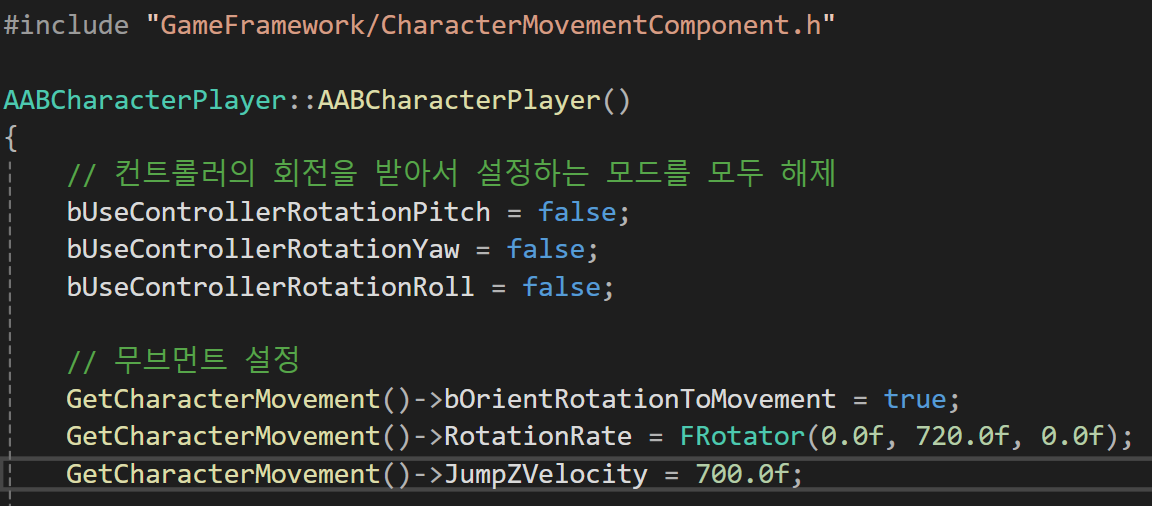 #include "GameFramework/CharacterMovementComponent.h"
AABCharacterPlayer::AABCharacterPlayer()
{
// 컨트롤러의 회전을 받아서 설정하는 모드를 모두 해제
bUseControllerRotationPitch = false;
bUseControllerRotationYaw = false;
bUseControllerRotationRoll = false;
// 무브먼트 설정
GetCharacterMovement()->bOrientRotationToMovement = true;
GetCharacterMovement()->RotationRate = FRotator(0.0f, 720.0f, 0.0f);
GetCharacterMovement()->JumpZVelocity = 700.0f;